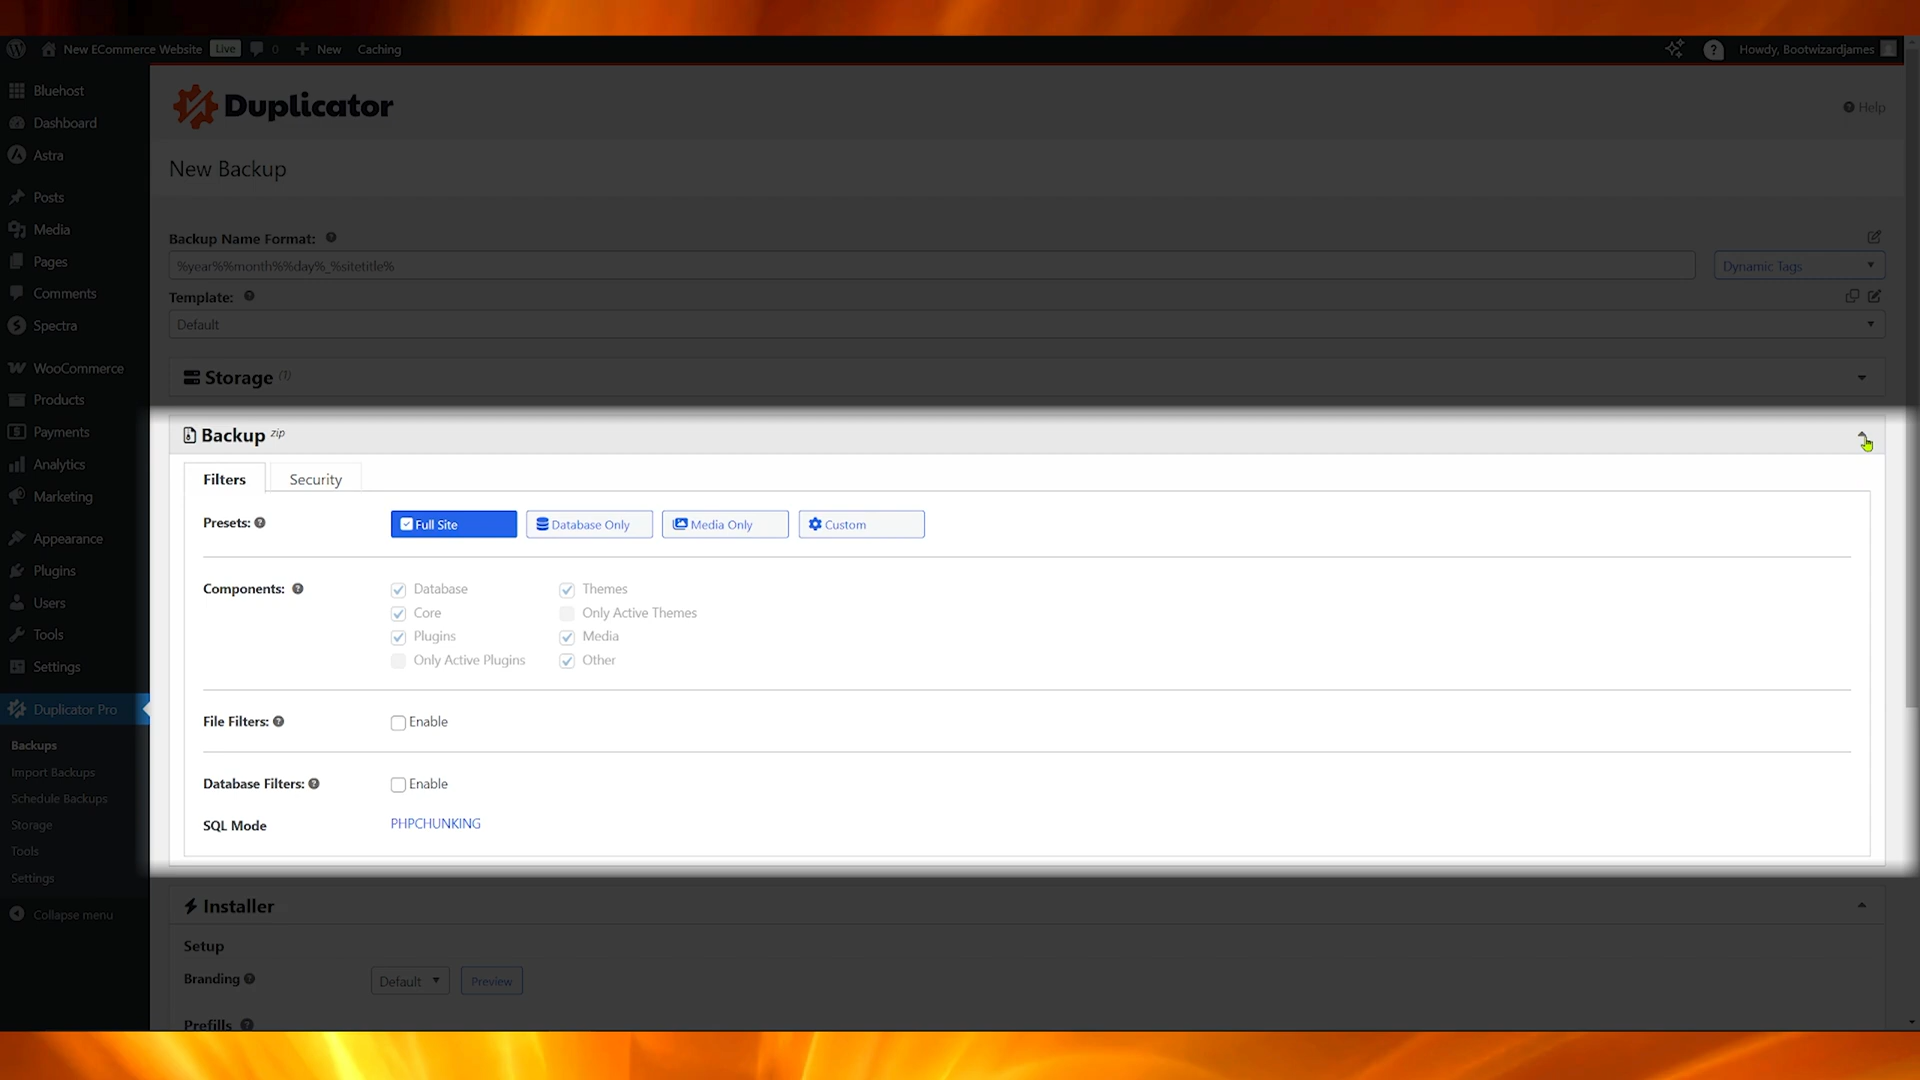 New ECommerce Website Live 0 New Caching
Howdy, Bootwizardjames
Bluehost
Dashboard
Astra
Posts
Media
Pages
Comments
Spectra
WooCommerce
Products
Payments
Analytics
Marketing
Appearance
Plugins
Users
Tools
Settings
Duplicator Pro
Backups
Import Backups
Schedule Backups
Storage
Tools
Settings
Collapse menu
Duplicator
Help
New Backup
Backup Name Format:
%year%%month%%day%_%sitetitle%
Dynamic Tags
Template:
Default
Storage (1)
Backup zip
Filters Security
Presets: Full Site Database Only Media Only Custom
Components: Database Themes
Core Only Active Themes
Plugins Media
Only Active Plugins Other
File Filters: Enable
Database Filters: Enable
SQL Mode PHPCHUNKING
Installer
Setup
Branding Default Preview
Prefills